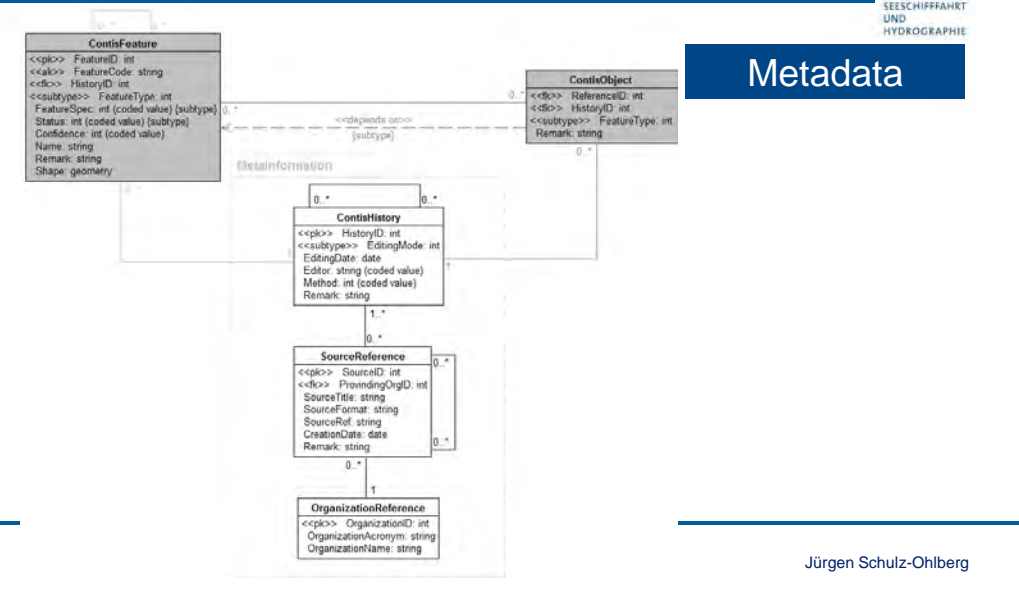 SEESCHIFFFAHRT
UND
HYDROGRAPHIE
Metadata
0..*
0..*
ContisFeature
<<pk>> FeatureID: int
<<ak>> FeatureCode: string
<<fk>> HistoryID: int
<<subtype>> FeatureType: int
FeatureSpec: int (coded value) {subtype}
Status: int (coded value) {subtype}
Confidence: int (coded value)
Name: string
Remark: string
Shape: geometry
0..*
0..*
<<depends on>>
{subtype}
ContisObject
<<fk>> ReferenceID: int
<<fk>> HistoryID: int
<<subtype>> FeatureType: int
Remark: string
0..*
0..*
Metainformation
0..*
0..*
ContisHistory
<<pk>> HistoryID: int
<<subtype>> EditingMode: int
EditingDate: date
Editor: string (coded value)
Method: int (coded value)
Remark: string
1
1
1..*
0..*
SourceReference
<<pk>> SourceID: int
<<fk>> ProvindingOrgID: int
SourceTitle: string
SourceFormat: string
SourceRef: string
CreationDate: date
Remark: string
0..*
0..*
0..*
1
OrganizationReference
<<pk>> OrganizationID: int
OrganizationAcronym: string
OrganizationName: string
Jürgen Schulz-Ohlberg